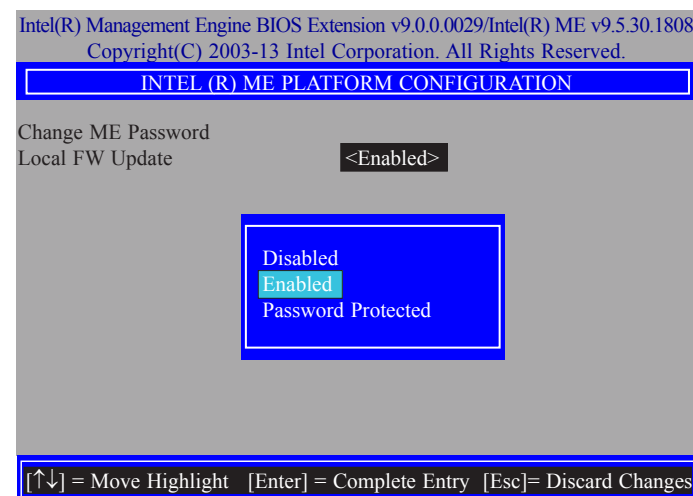 Intel(R) Management Engine BIOS Extension v9.0.0.0029/Intel(R) ME v9.5.30.1808
Copyright(C) 2003-13 Intel Corporation. All Rights Reserved.
INTEL (R) ME PLATFORM CONFIGURATION
Change ME Password
Local FW Update <Enabled>
Disabled
Enabled
Password Protected
[↑↓] = Move Highlight [Enter] = Complete Entry [Esc]= Discard Changes